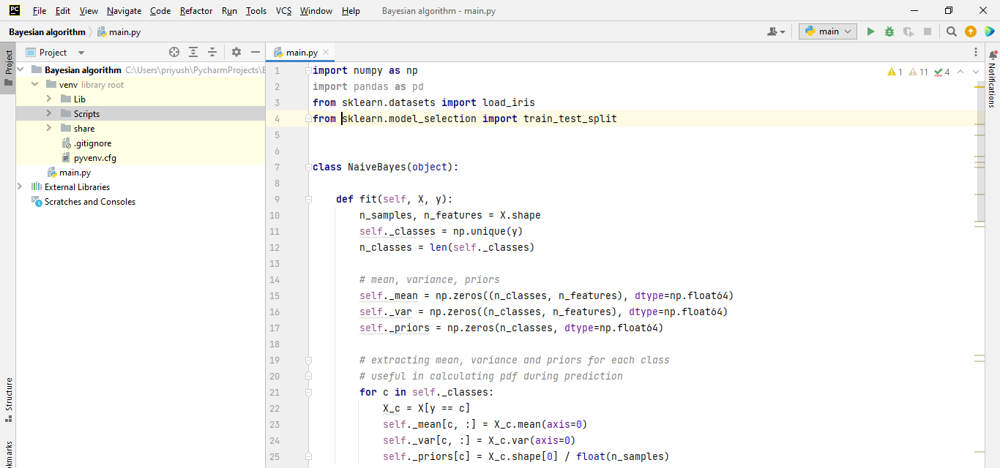 PC File Edit View Navigate Code Refactor Run Tools VCS Window Help Bayesian algorithm - main.py
Bayesian algorithm main.py main
Project
Project
main.py
Bayesian algorithm C:\Users\priyush\PycharmProjects\
venv library root
Lib
Scripts
share
.gitignore
pyvenv.cfg
main.py
External Libraries
Scratches and Consoles
Structure
1 import numpy as np
2 import pandas as pd
3 from sklearn.datasets import load_iris
4 from sklearn.model_selection import train_test_split
5
6
7 class NaiveBayes(object):
8
9 def fit(self, X, y):
10 n_samples, n_features = X.shape
11 self._classes = np.unique(y)
12 n_classes = len(self._classes)
13
14 # mean, variance, priors
15 self._mean = np.zeros((n_classes, n_features), dtype=np.float64)
16 self._var = np.zeros((n_classes, n_features), dtype=np.float64)
17 self._priors = np.zeros(n_classes, dtype=np.float64)
18
19 # extracting mean, variance and priors for each class
20 # useful in calculating pdf during prediction
21 for c in self._classes:
22 X_c = X[y == c]
23 self._mean[c, :] = X_c.mean(axis=0)
24 self._var[c, :] = X_c.var(axis=0)
25 self._priors[c] = X_c.shape[0] / float(n_samples)
1 11 4
Notifications